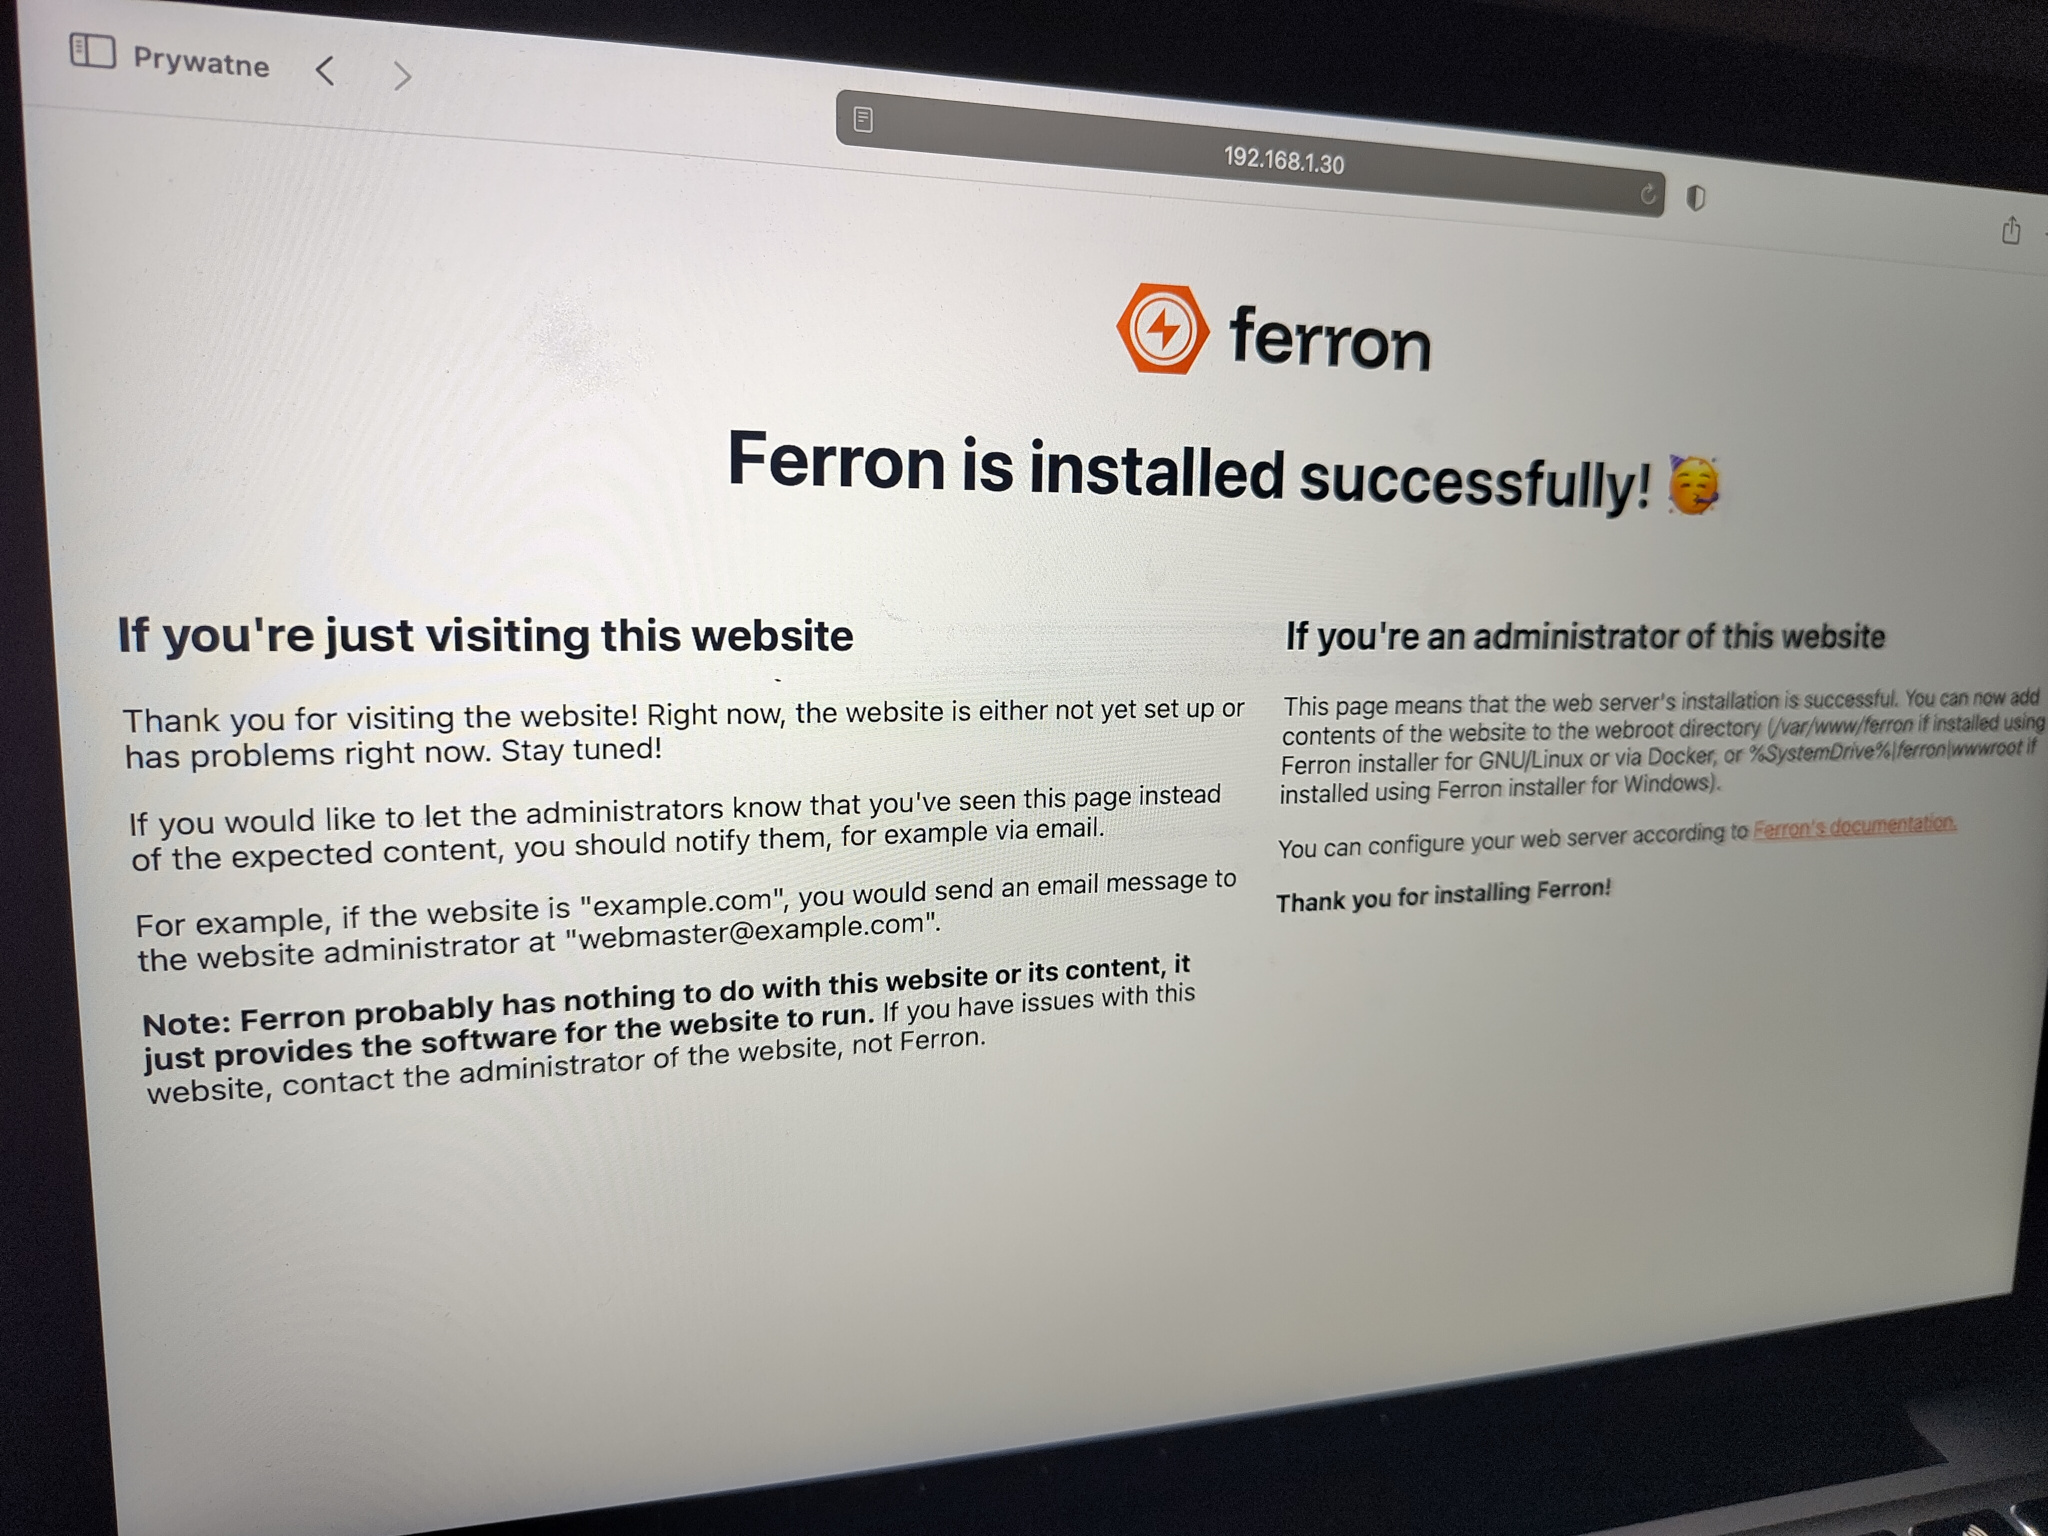 Prywatne
192.168.1.30
ferron
Ferron is installed successfully! 🥳
If you're just visiting this website
Thank you for visiting the website! Right now, the website is either not yet set up or
has problems right now. Stay tuned!
If you would like to let the administrators know that you've seen this page instead
of the expected content, you should notify them, for example via email.
For example, if the website is "example.com", you would send an email message to
the website administrator at "webmaster@example.com".
Note: Ferron probably has nothing to do with this website or its content, it
just provides the software for the website to run. If you have issues with this
website, contact the administrator of the website, not Ferron.
If you're an administrator of this website
This page means that the web server's installation is successful. You can now add
contents of the website to the webroot directory (/var/www/ferron if installed using
Ferron installer for GNU/Linux or via Docker, or %SystemDrive%\ferron\wwwroot if
installed using Ferron installer for Windows).
You can configure your web server according to Ferron's documentation.
Thank you for installing Ferron!